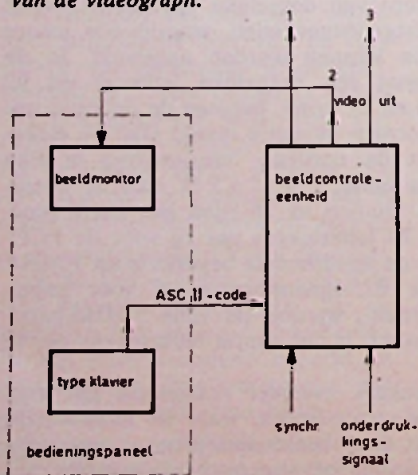 van de videograph.
1
3
2
video uit
beeldmonitor
beeldcontrole-
eenheid
ASC II-code
type klavier
bedieningspaneel
synchr
onderdruk-
kings-
signaal